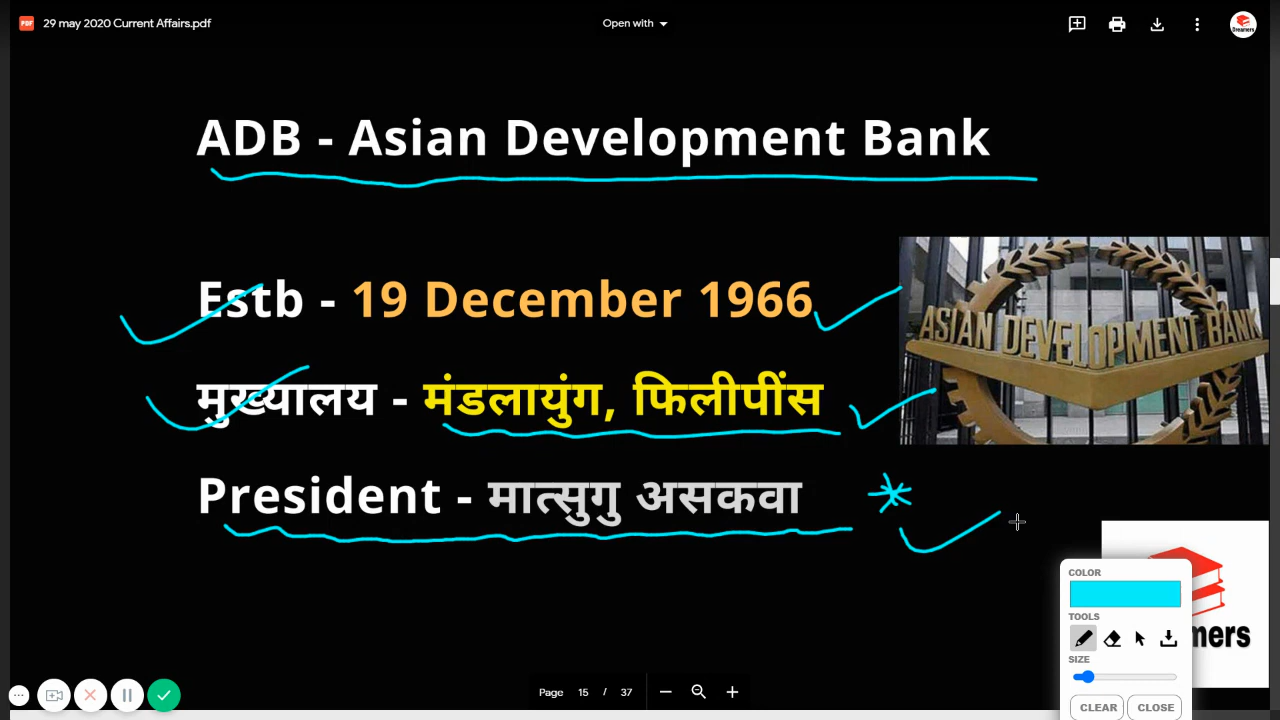 29 may 2020 Current Affairs.pdf
Open with
ADB - Asian Development Bank
Estb - 19 December 1966
ASIAN DEVELOPMENT BANK
मुख्यालय - मंडलायुंग, फिलीपींस
President - मात्सुगु असकवा
COLOR
TOOLS
SIZE
CLEAR CLOSE
Page 15 / 37